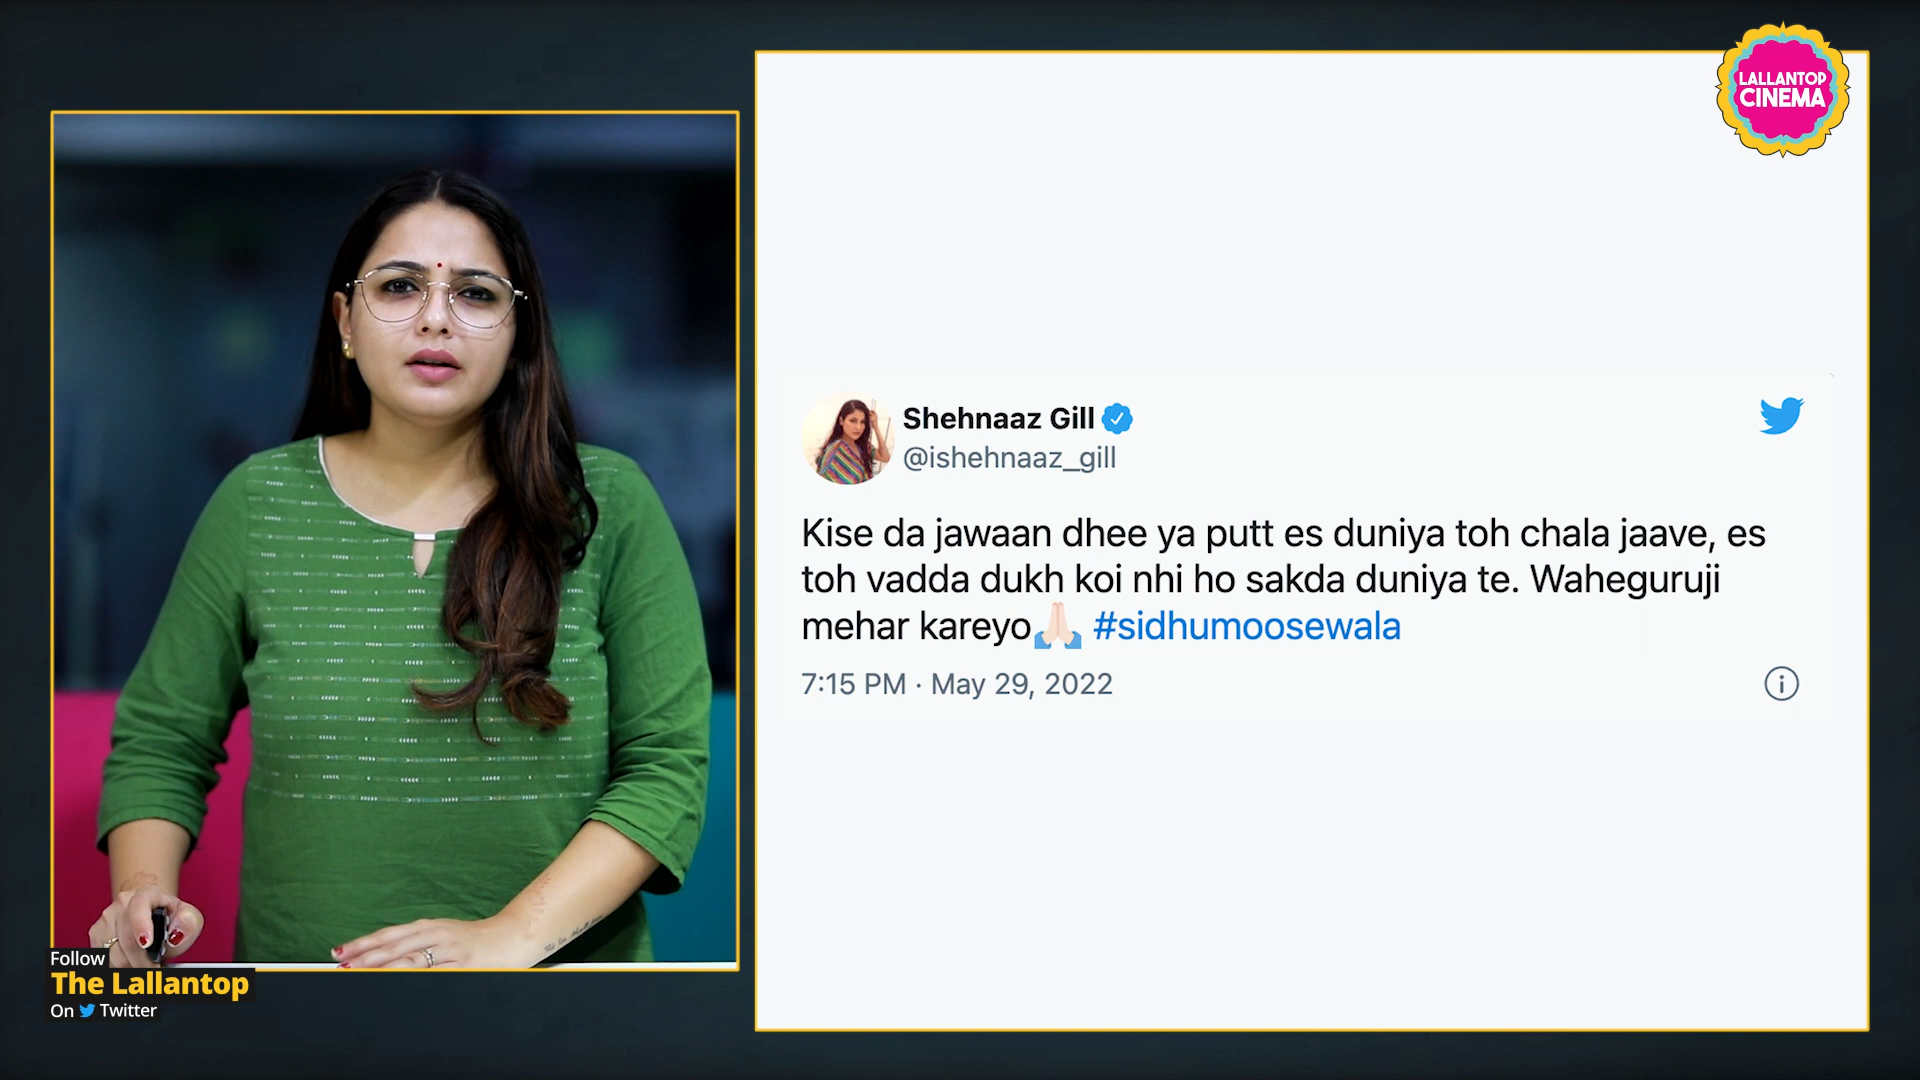 LALLANTOP
CINEMA
Shehnaaz Gill
@ishehnaaz_gill
Kise da jawaan dhee ya putt es duniya toh chala jaave, es
toh vadda dukh koi nhi ho sakda duniya te. Waheguruji
mehar kareyo🙏🏻 #sidhumoosewala
7:15 PM · May 29, 2022
Follow
The Lallantop
On Twitter